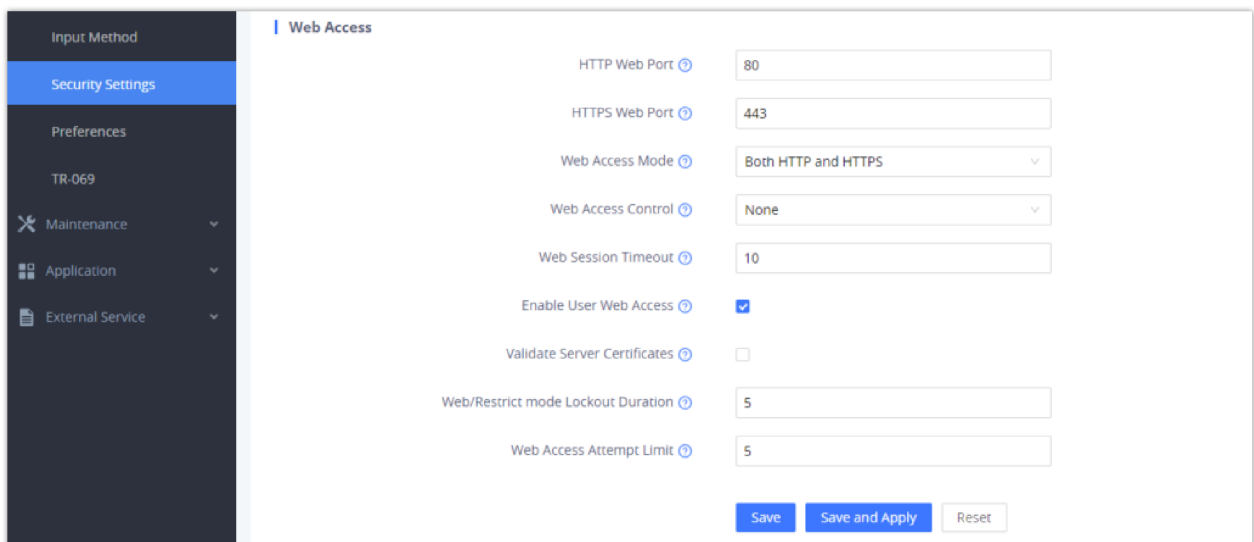 Input Method
Security Settings
Preferences
TR-069
Maintenance
Application
External Service
Web Access
HTTP Web Port 80
HTTPS Web Port 443
Web Access Mode Both HTTP and HTTPS
Web Access Control None
Web Session Timeout 10
Enable User Web Access
Validate Server Certificates
Web/Restrict mode Lockout Duration 5
Web Access Attempt Limit 5
Save Save and Apply Reset